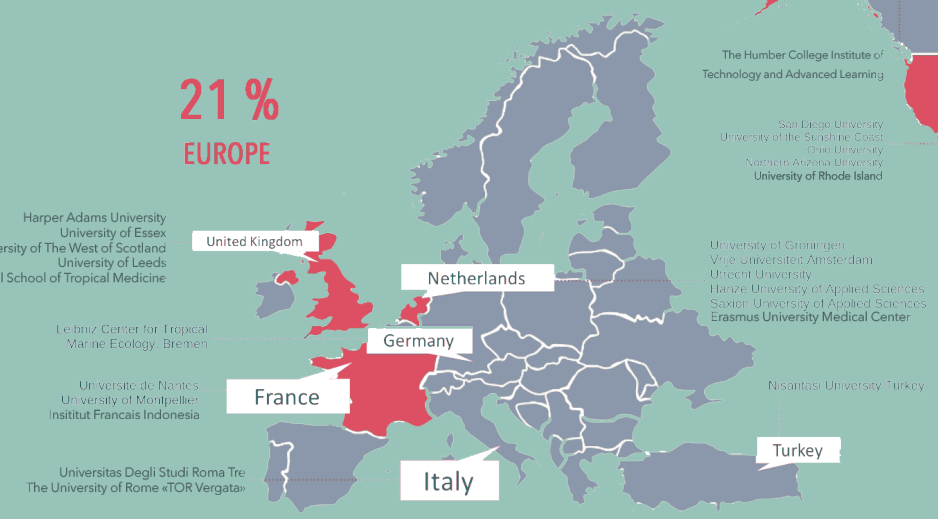 21 %
EUROPE
The Humber College Institute of
Technology and Advanced Learning
San Diego University
University of the Sunshine Coast
Ohio University
Northern Arizona University
University of Rhode Island
Harper Adams University
University of Essex
ersity of The West of Scotland
University of Leeds
l School of Tropical Medicine
United Kingdom
Netherlands
University of Groningen
Vrije Universiteit Amsterdam
Utrecht University
Hanze University of Applied Sciences
Saxion University of Applied Sciences
Erasmus University Medical Center
Leibniz Center for Tropical
Marine Ecology, Bremen
Germany
Universite de Nantes
University of Montpellier
Insititut Francais Indonesia
France
Nisantasi University Turkey
Turkey
Universitas Degli Studi Roma Tre
The University of Rome «TOR Vergata»
Italy